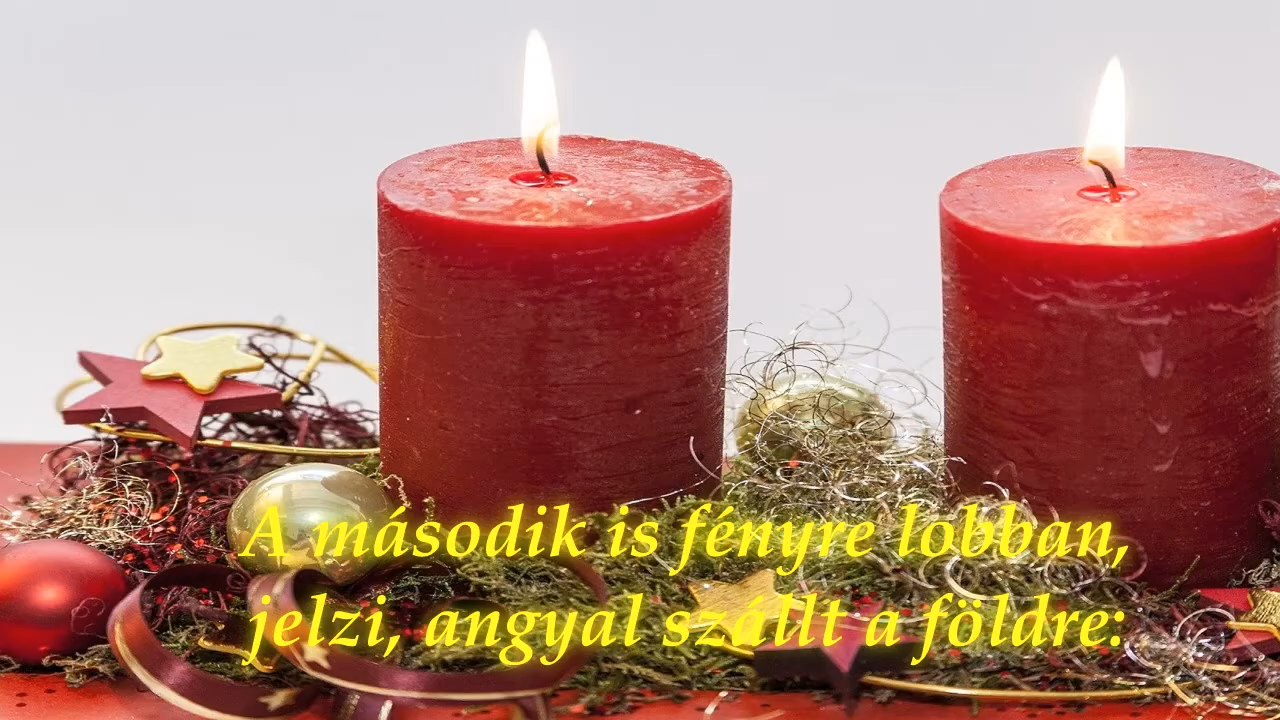 A második is fényre lobban,
jelzi, angyal szállt a földre: